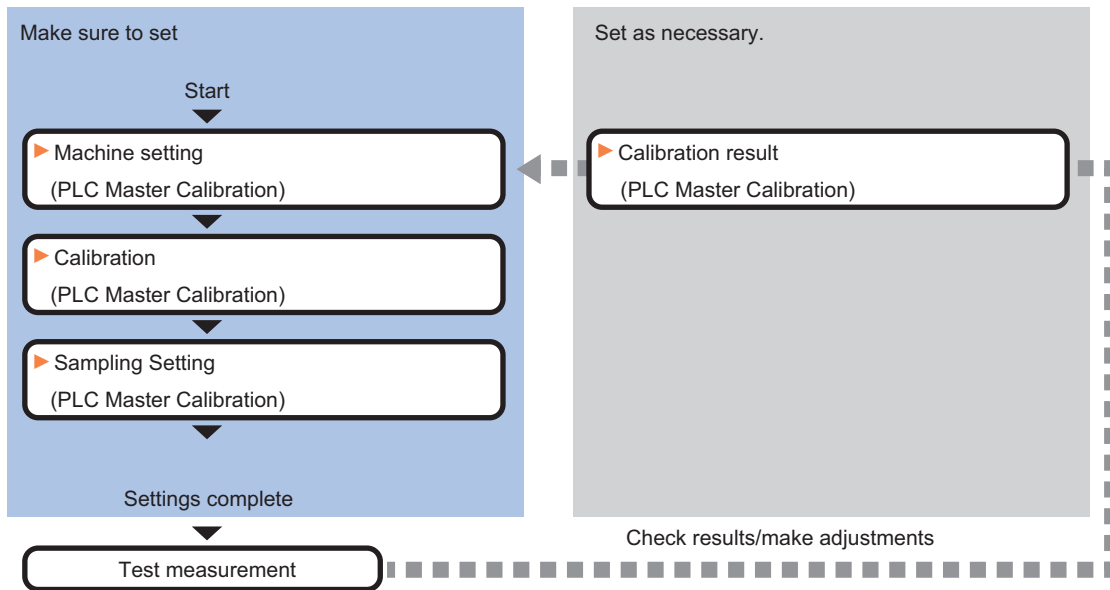 Make sure to set
Start
Machine setting
(PLC Master Calibration)
Calibration
(PLC Master Calibration)
Sampling Setting
(PLC Master Calibration)
Settings complete
Test measurement
Set as necessary.
Calibration result
(PLC Master Calibration)
Check results/make adjustments